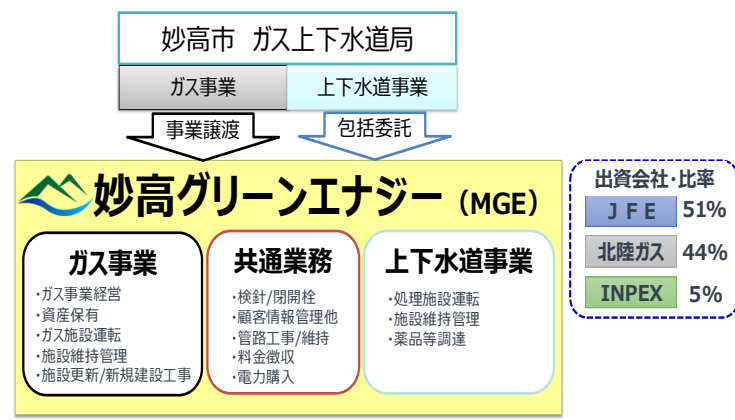 妙高市 ガス上下水道局
ガス事業
上下水道事業
事業譲渡
包括委託
妙高グリーンエナジー（MGE）
ガス事業
・ガス事業経営
・資産保有
・ガス施設運転
・施設維持管理
・施設更新/新規建設工事
共通業務
・検針/閉開栓
・顧客情報管理他
・管路工事/維持
・料金徴収
・電力購入
上下水道事業
・処理施設運転
・施設維持管理
・薬品等調達
出資会社・比率
ＪＦＥ 51%
北陸ガス 44%
INPEX 5%